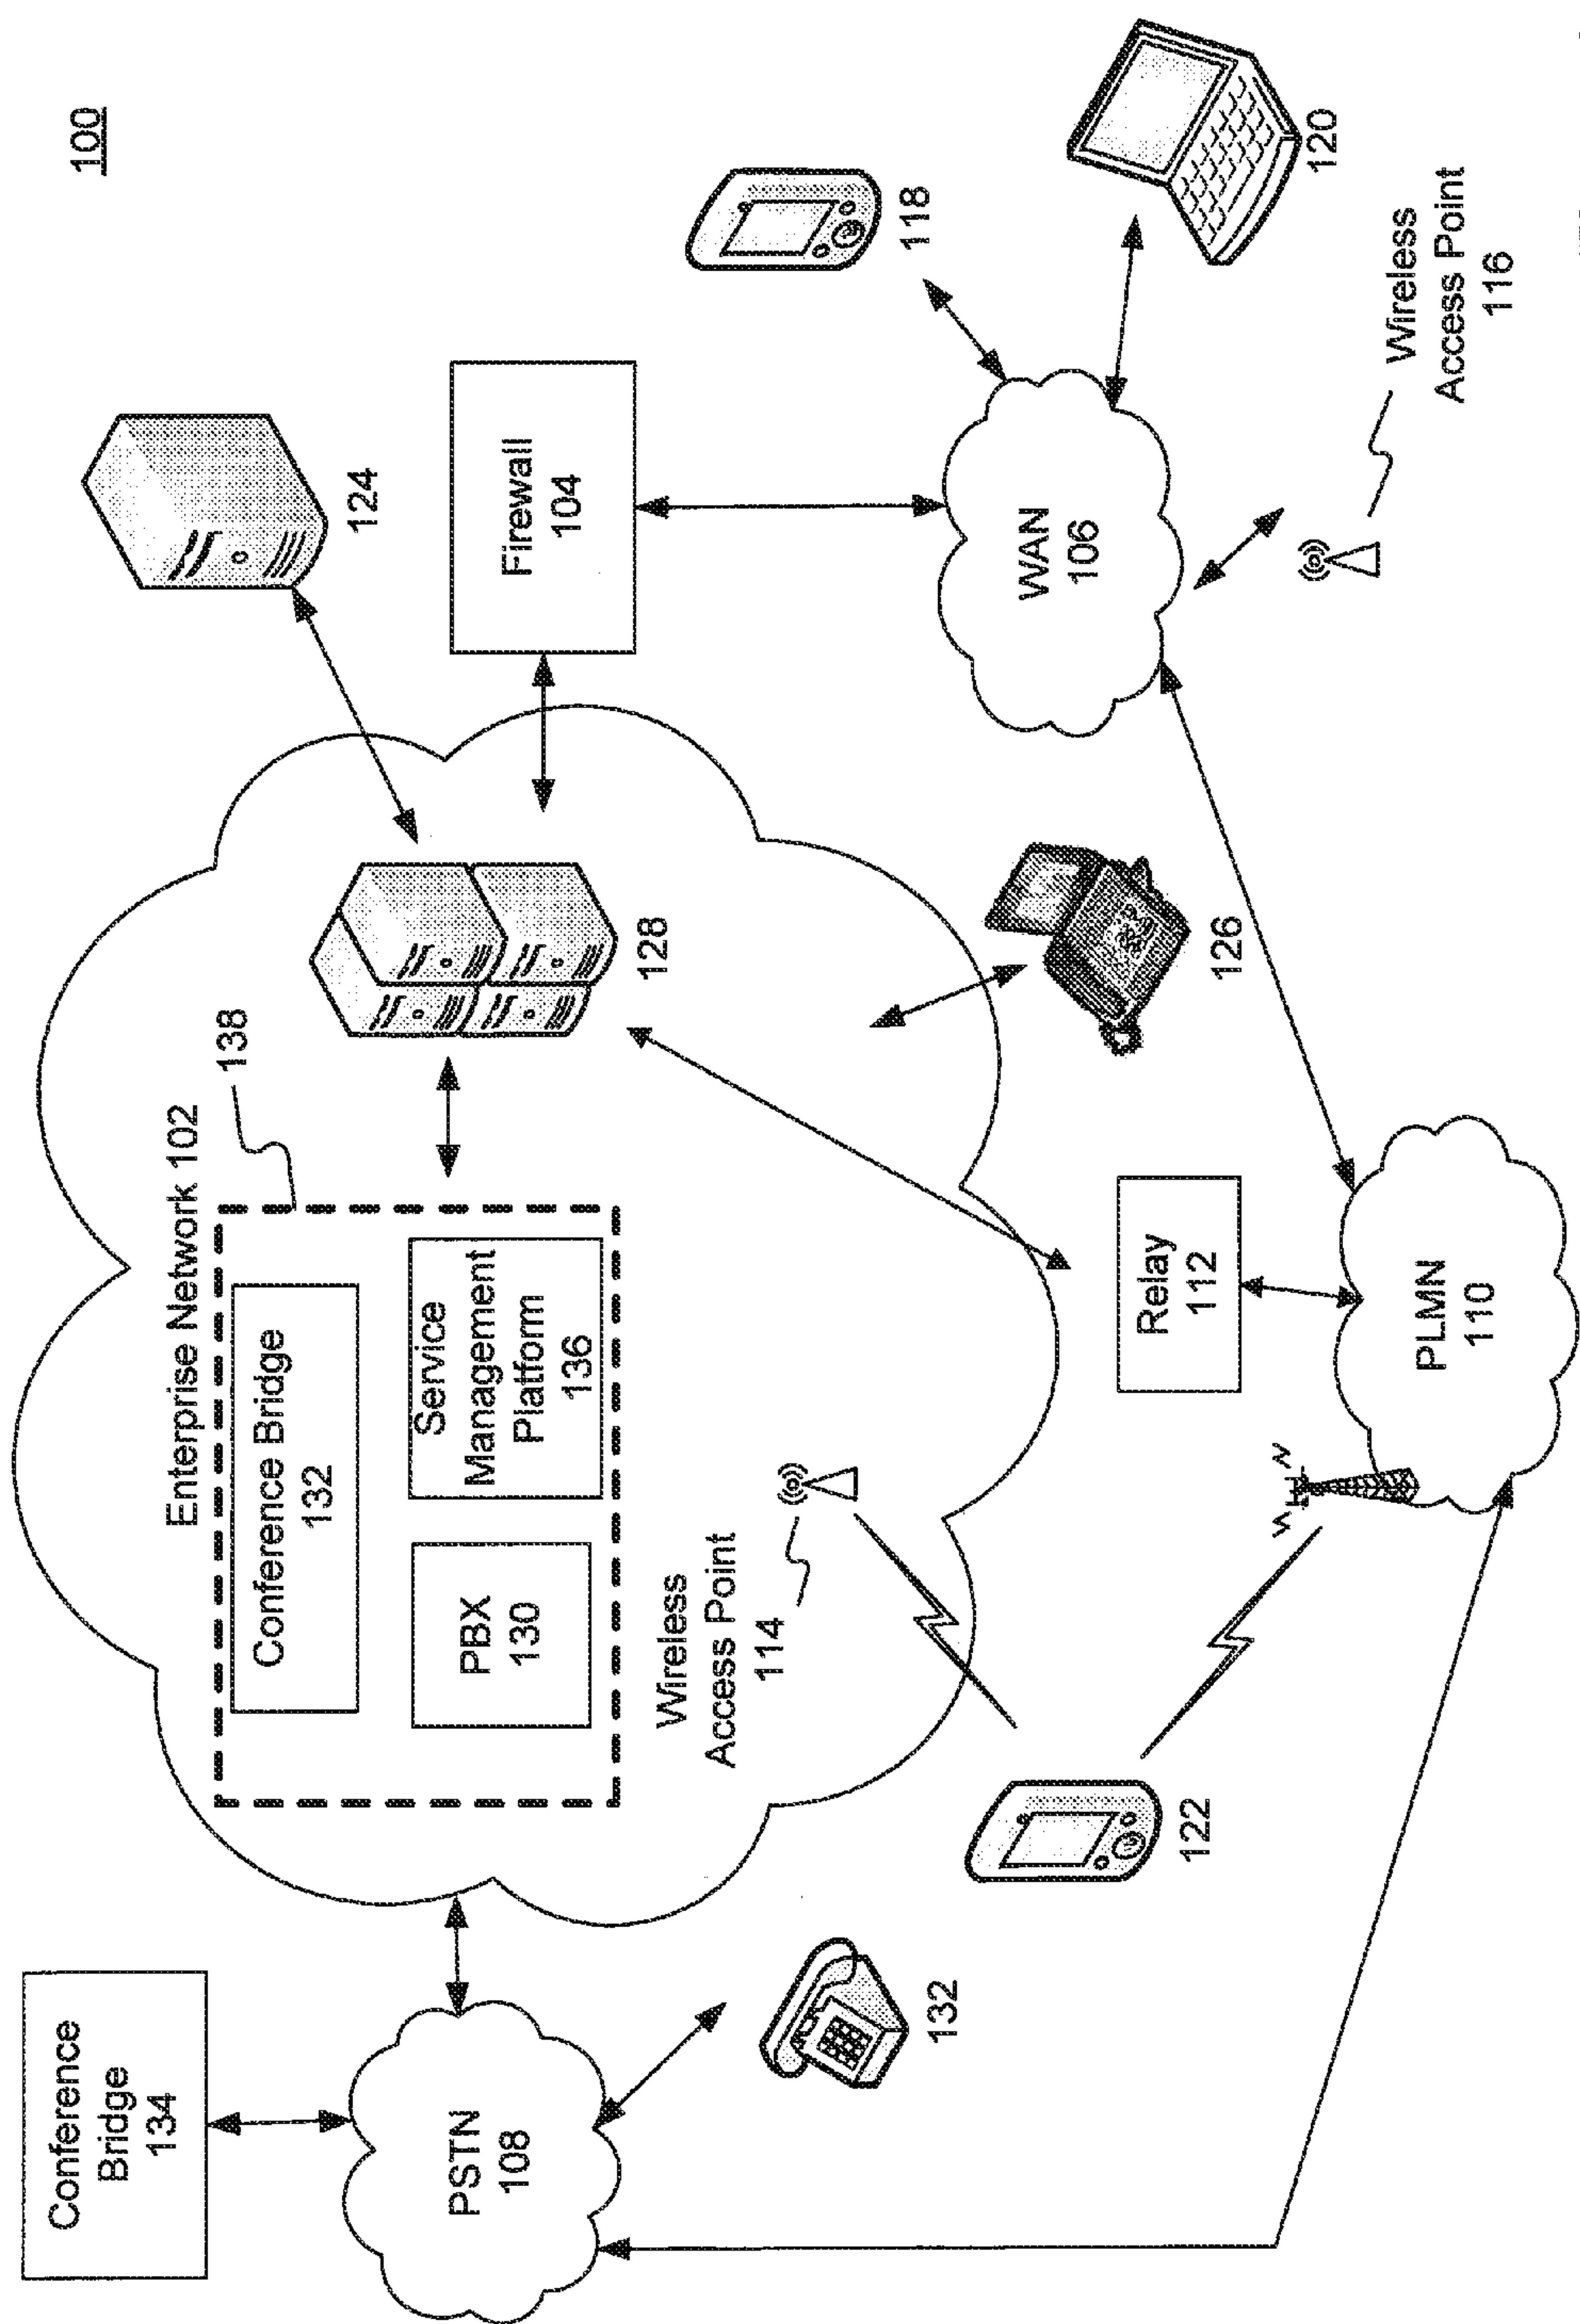 100
Conference
Bridge
134
Enterprise Network 102
138
Conference Bridge
132
124
PBX
130
Service
Management
Platform
136
128
Firewall
104
PSTN
108
Wireless
Access Point
114
132
118
122
WAN
106
126
Relay
112
120
PLMN
110
Wireless
Access Point
116